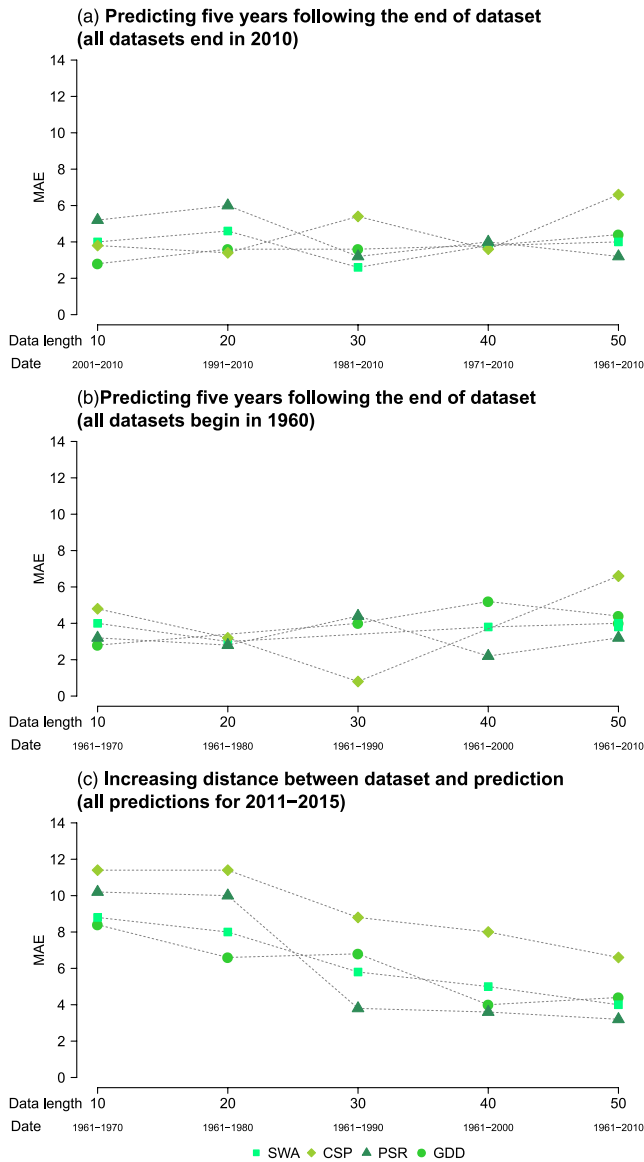 (a) Predicting five years following the end of dataset
(all datasets end in 2010)
14
12
10
8
6
4
2
0
MAE
Data length 10 20 30 40 50
Date 2001−2010 1991−2010 1981−2010 1971−2010 1961−2010
(b)Predicting five years following the end of dataset
(all datasets begin in 1960)
14
12
10
8
6
4
2
0
MAE
Data length 10 20 30 40 50
Date 1961−1970 1961−1980 1961−1990 1961−2000 1961−2010
(c) Increasing distance between dataset and prediction
(all predictions for 2011−2015)
14
12
10
8
6
4
2
0
MAE
Data length 10 20 30 40 50
Date 1961−1970 1961−1980 1961−1990 1961−2000 1961−2010
SWA CSP PSR GDD